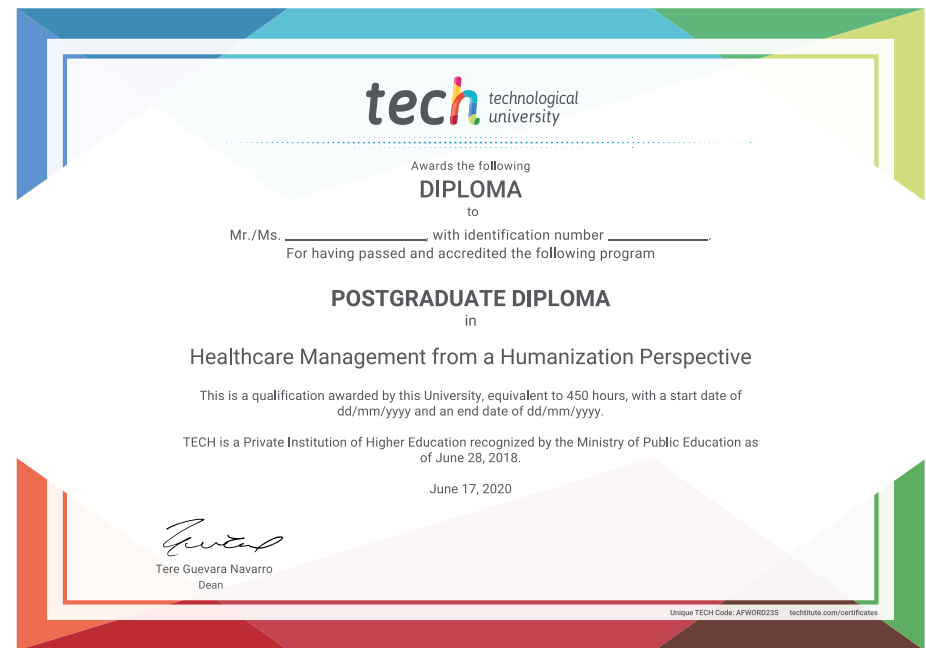 tech technological
university
Awards the following
DIPLOMA
to
Mr./Ms. ____________________, with identification number ______________.
For having passed and accredited the following program
POSTGRADUATE DIPLOMA
in
Healthcare Management from a Humanization Perspective
This is a qualification awarded by this University, equivalent to 450 hours, with a start date of
dd/mm/yyyy and an end date of dd/mm/yyyy.
TECH is a Private Institution of Higher Education recognized by the Ministry of Public Education as
of June 28, 2018.
June 17, 2020
Tere Guevara Navarro
Dean
Unique TECH Code: AFWORD23S techtitute.com/certificates